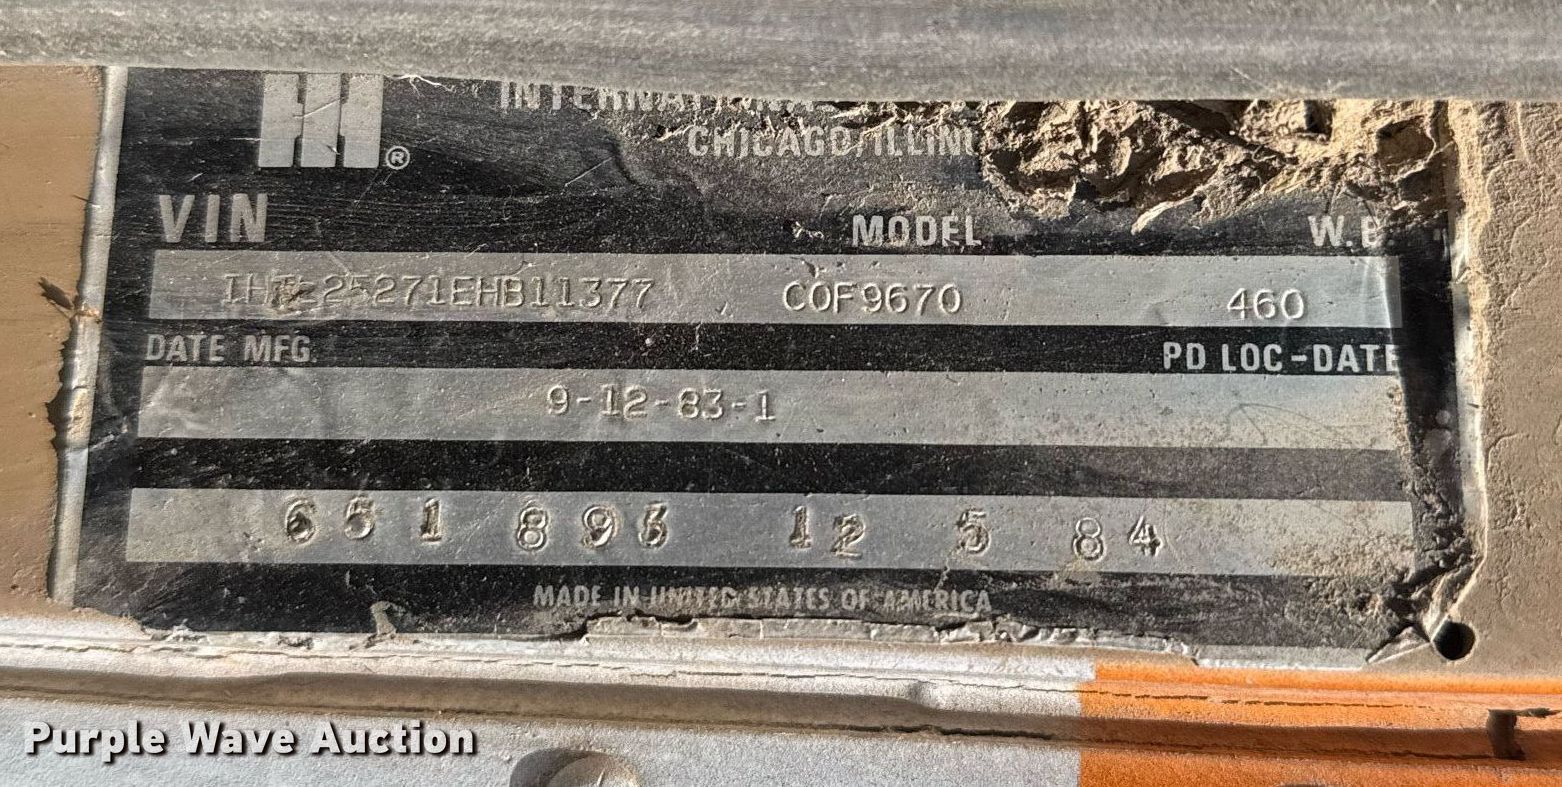 ®
CHICAGO, ILLIN
VIN MODEL W.B.
COF9670 460
DATE MFG. PD LOC-DATE
9-12-83-1
651 893 12 5 84
MADE IN UNITED STATES OF AMERICA
Purple Wave Auction